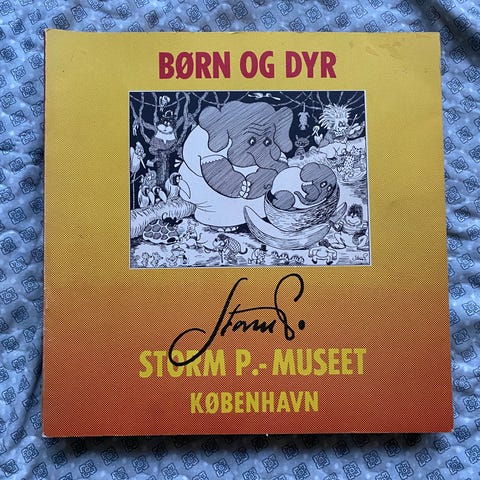 BØRN OG DYR
Storm P.
STORM P.- MUSEET
KØBENHAVN